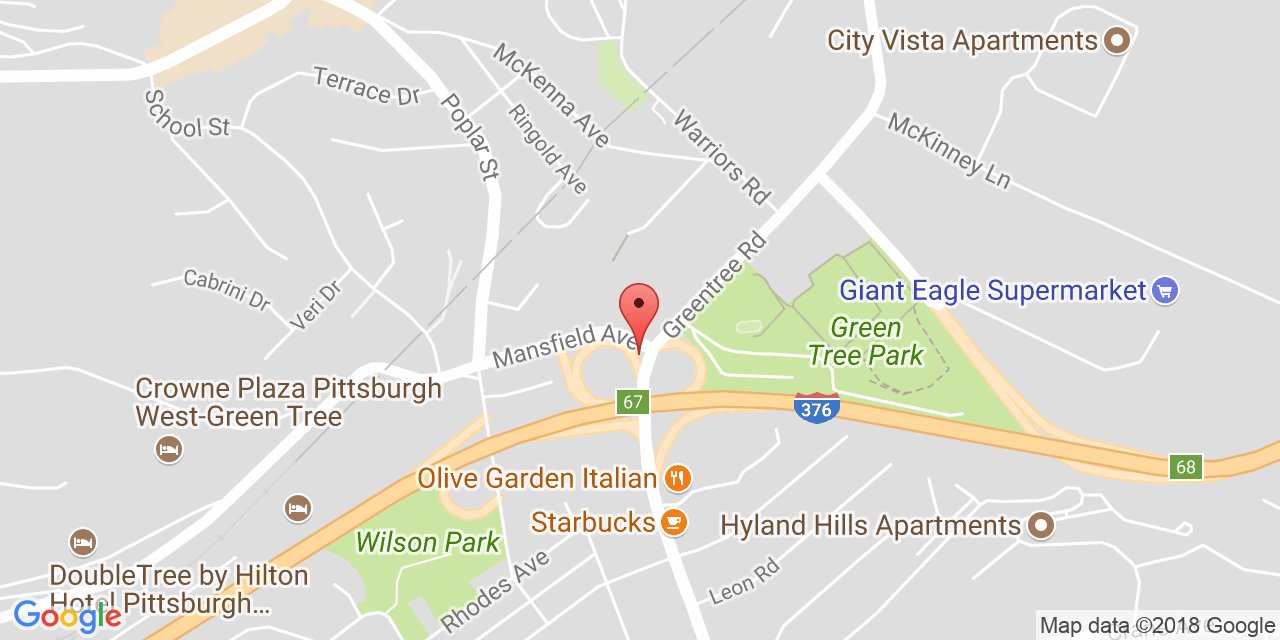 City Vista Apartments
McKenna Ave
Terrace Dr
School St
Poplar St
Ringold Ave
Warriors Rd
McKinney Ln
Greentree Rd
Cabrini Dr
Veri Dr
Giant Eagle Supermarket
Green
Tree Park
Mansfield Ave
Crowne Plaza Pittsburgh
West-Green Tree
67
376
68
Olive Garden Italian
Starbucks
Hyland Hills Apartments
Wilson Park
DoubleTree by Hilton
Hotel Pittsburgh...
Rhodes Ave
Leon Rd
Google
Map data ©2018 Google